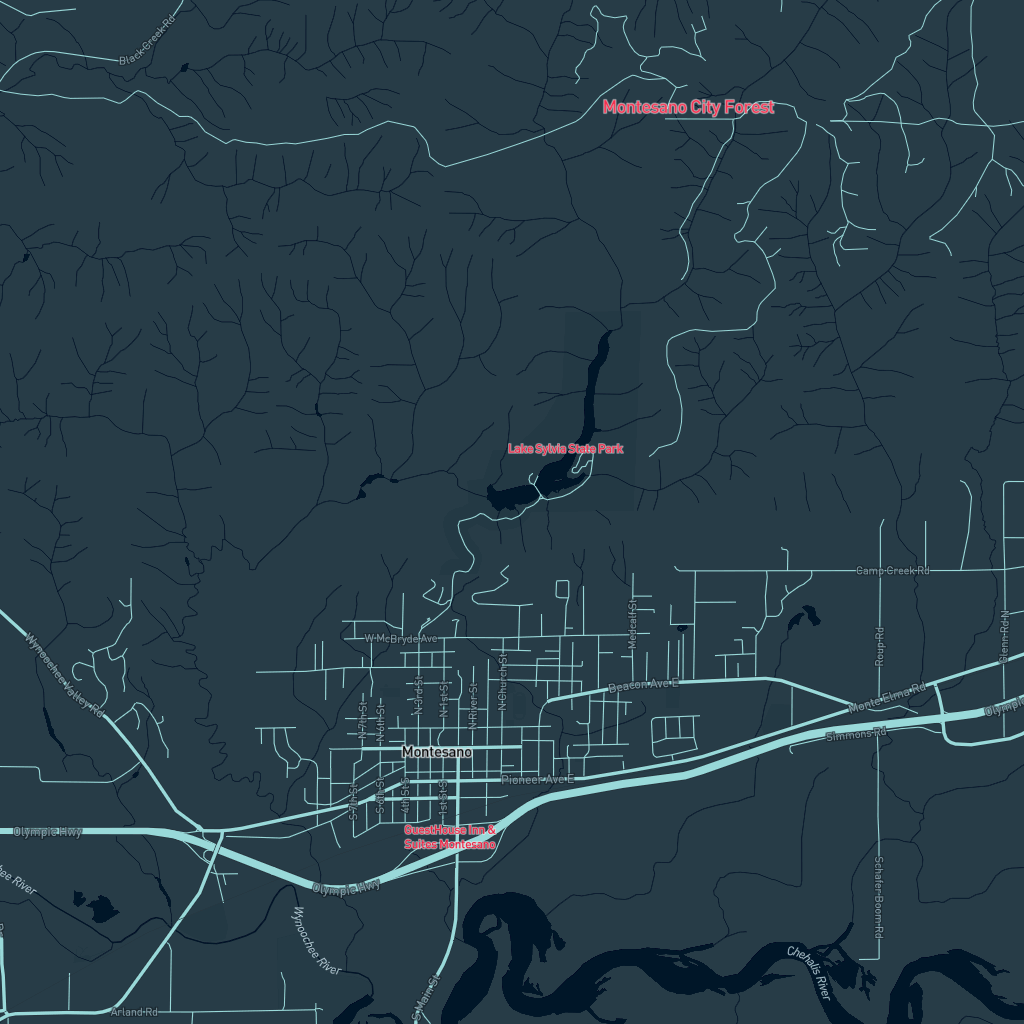 Black Creek Rd
Montesano City Forest
Lake Sylvia State Park
Camp Creek Rd
Medcalf St
Roup Rd
Glenn Rd N
W McBryde Ave
Wynoochee Valley Rd
N 7th St
N 6th St
N 3rd St
N 1st St
N River St
N Church St
Beacon Ave E
Monte Elma Rd
Olympic
Simmons Rd
Montesano
Pioneer Ave E
S 7th St
S 6th St
4th St S
1st St S
Olympic Hwy
GuestHouse Inn &
Suites Montesano
Olympic Hwy
Schafer Boom Rd
River
Wynoochee River
Chehalis River
S Main St
Arland Rd